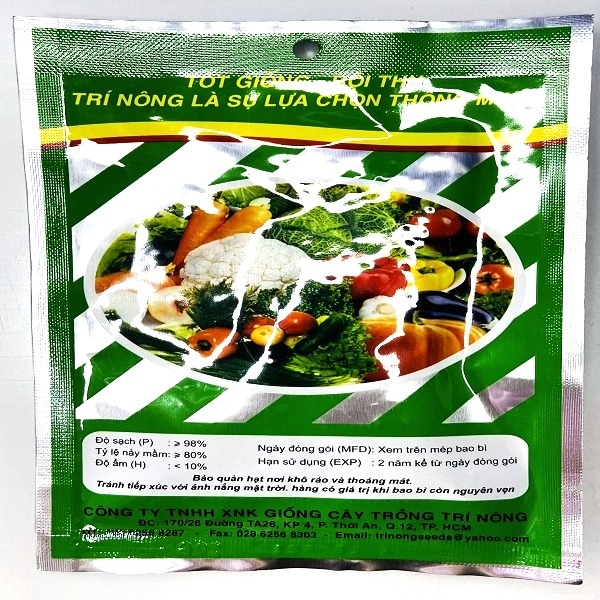 TỐT GIỐNG - BỘI THU
TRÍ NÔNG LÀ SỰ LỰA CHỌN THÔNG M
Độ sạch (P) : ≥ 98%
Tỷ lệ nảy mầm: ≥ 80%
Độ ẩm (H) : < 10%
Ngày đóng gói (MFD): Xem trên mép bao bì
Hạn sử dụng (EXP) : 2 năm kể từ ngày đóng gói
Bảo quản hạt nơi khô ráo và thoáng mát.
Tránh tiếp xúc với ánh nắng mặt trời. hàng có giá trị khi bao bì còn nguyên vẹn
CÔNG TY TNHH XNK GIỐNG CÂY TRỒNG TRÍ NÔNG
ĐC: 170/26 Đường TA26, KP 4, P. Thới An, Q.12, TP. HCM
8287 - Fax: 028 6256 8303 - Email: trinongseeds@yahoo.com